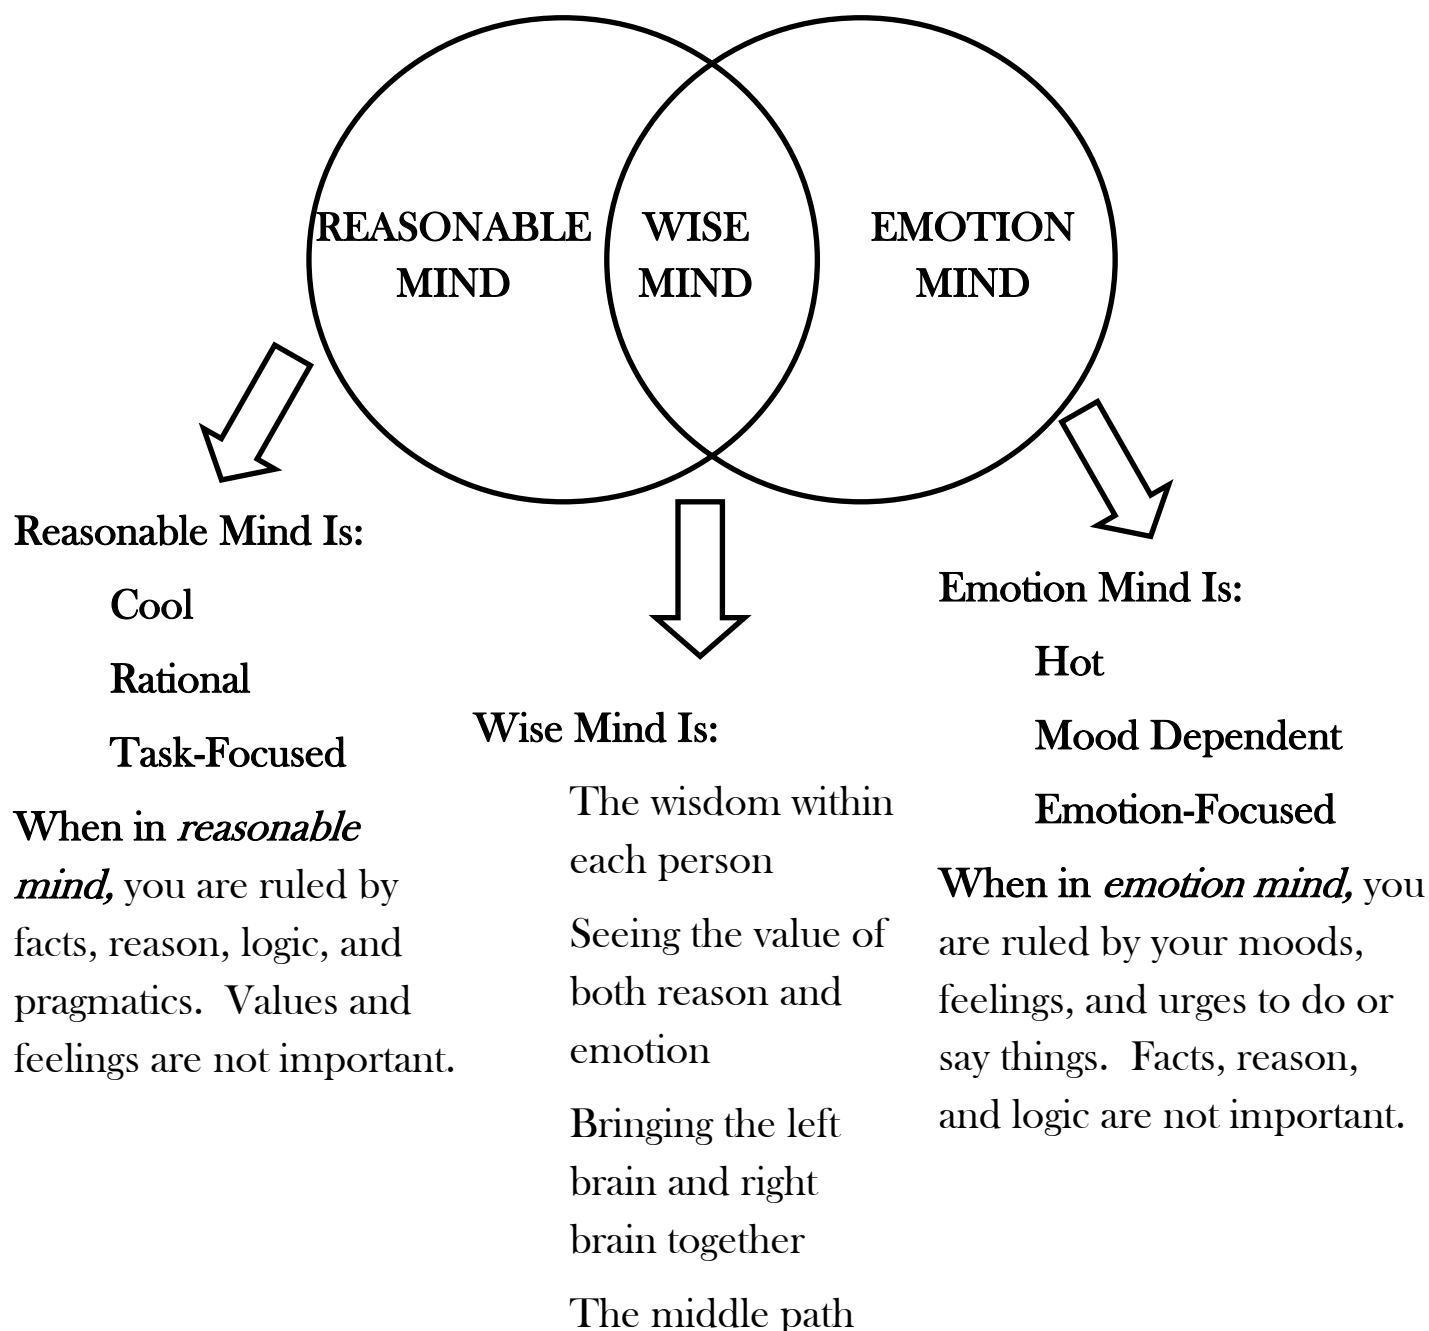 REASONABLE
MIND
WISE
MIND
EMOTION
MIND
Reasonable Mind Is:
Cool
Rational
Task-Focused
When in reasonable
mind, you are ruled by
facts, reason, logic, and
pragmatics.  Values and
feelings are not important.
Wise Mind Is:
The wisdom within
each person
Seeing the value of
both reason and
emotion
Bringing the left
brain and right
brain together
The middle path
Emotion Mind Is:
Hot
Mood Dependent
Emotion-Focused
When in emotion mind, you
are ruled by your moods,
feelings, and urges to do or
say things.  Facts, reason,
and logic are not important.